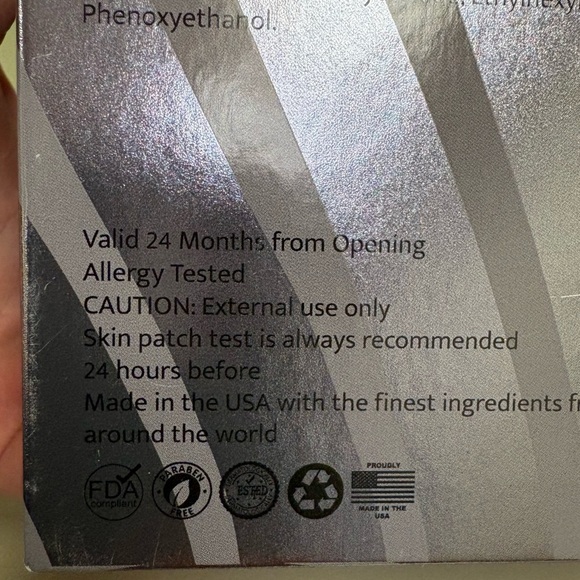 Phenoxyethanol.
Valid 24 Months from Opening
Allergy Tested
CAUTION: External use only
Skin patch test is always recommended
24 hours before
Made in the USA with the finest ingredients
around the world
FDA
compliant
PARABEN
FREE
TESTED
PROUDLY
MADE IN THE
USA